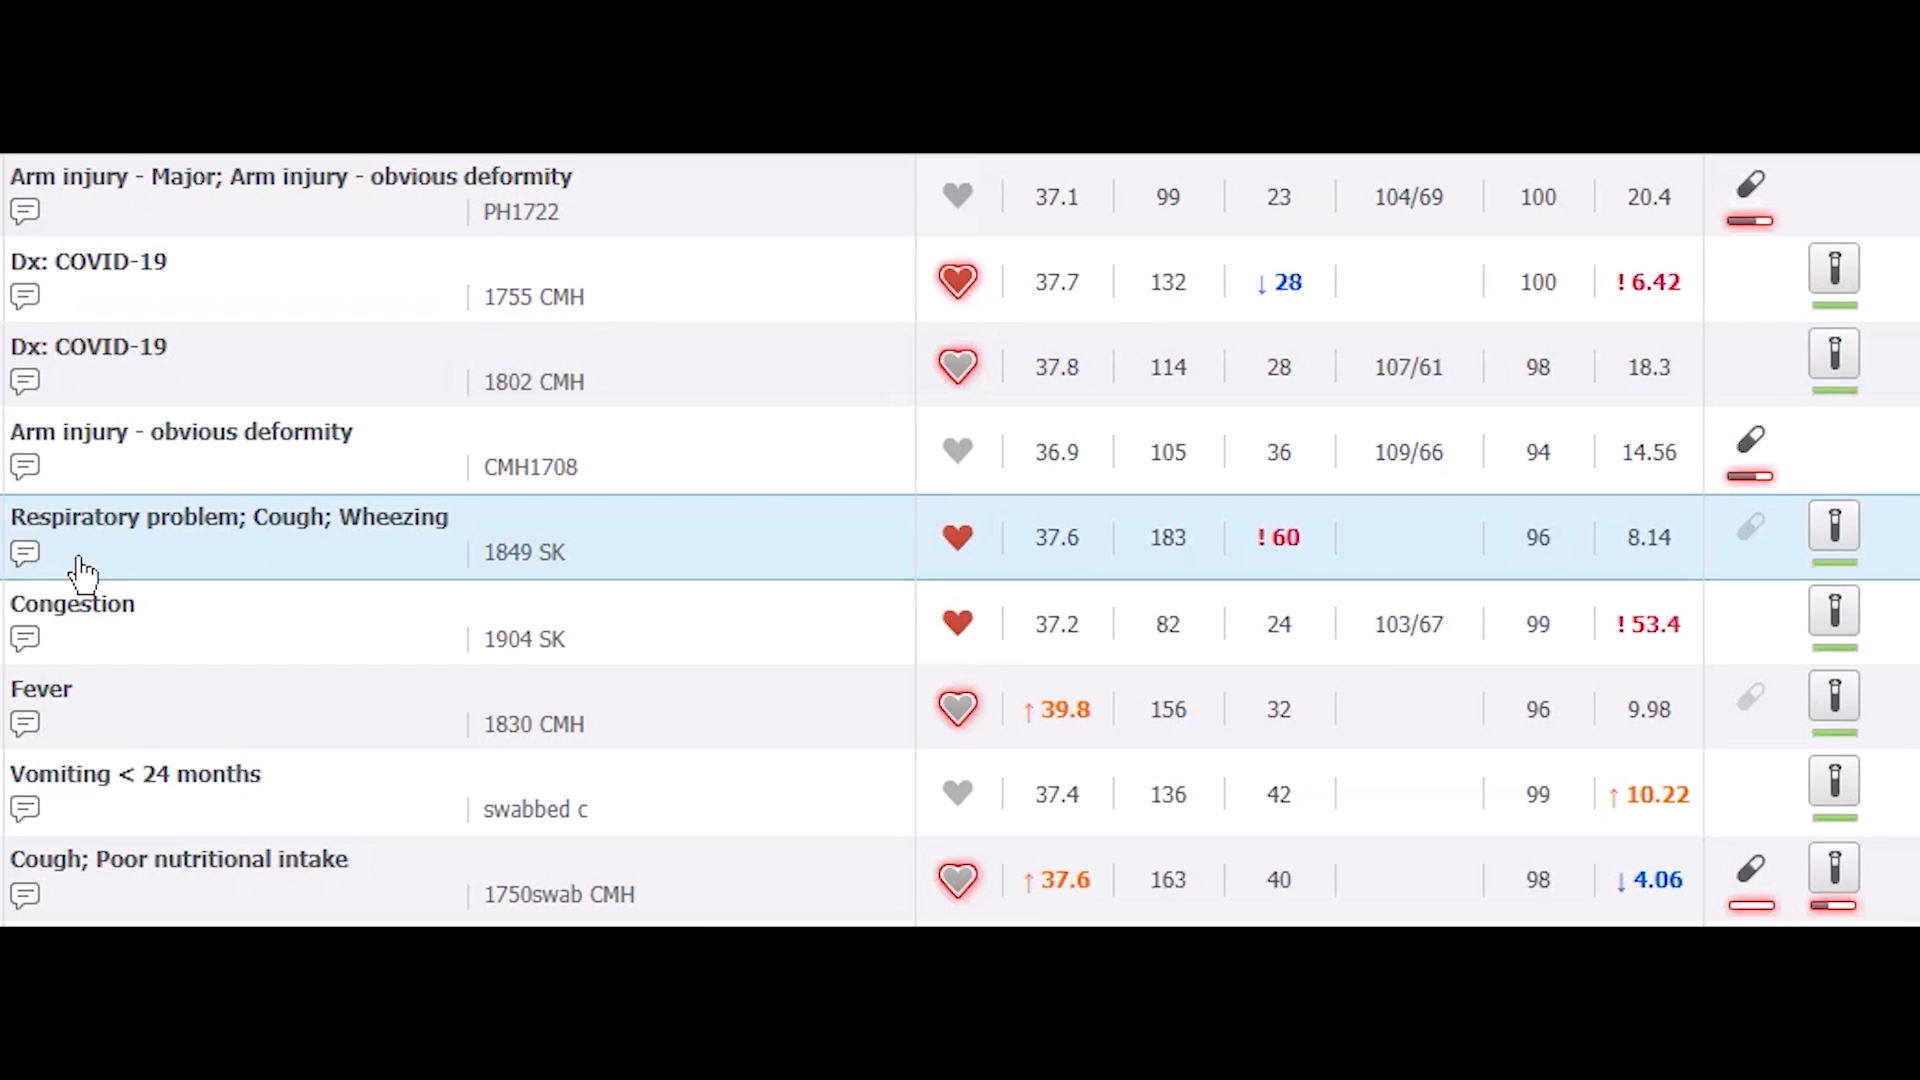 Arm injury - Major; Arm injury - obvious deformity
PH1722 37.1 99 23 104/69 100 20.4
Dx: COVID-19
1755 CMH 37.7 132 ↓ 28 100 ! 6.42
Dx: COVID-19
1802 CMH 37.8 114 28 107/61 98 18.3
Arm injury - obvious deformity
CMH1708 36.9 105 36 109/66 94 14.56
Respiratory problem; Cough; Wheezing
1849 SK 37.6 183 ! 60 96 8.14
Congestion
1904 SK 37.2 82 24 103/67 99 ! 53.4
Fever
1830 CMH ↑ 39.8 156 32 96 9.98
Vomiting < 24 months
swabbed c 37.4 136 42 99 ↑ 10.22
Cough; Poor nutritional intake
1750swab CMH ↑ 37.6 163 40 98 ↓ 4.06